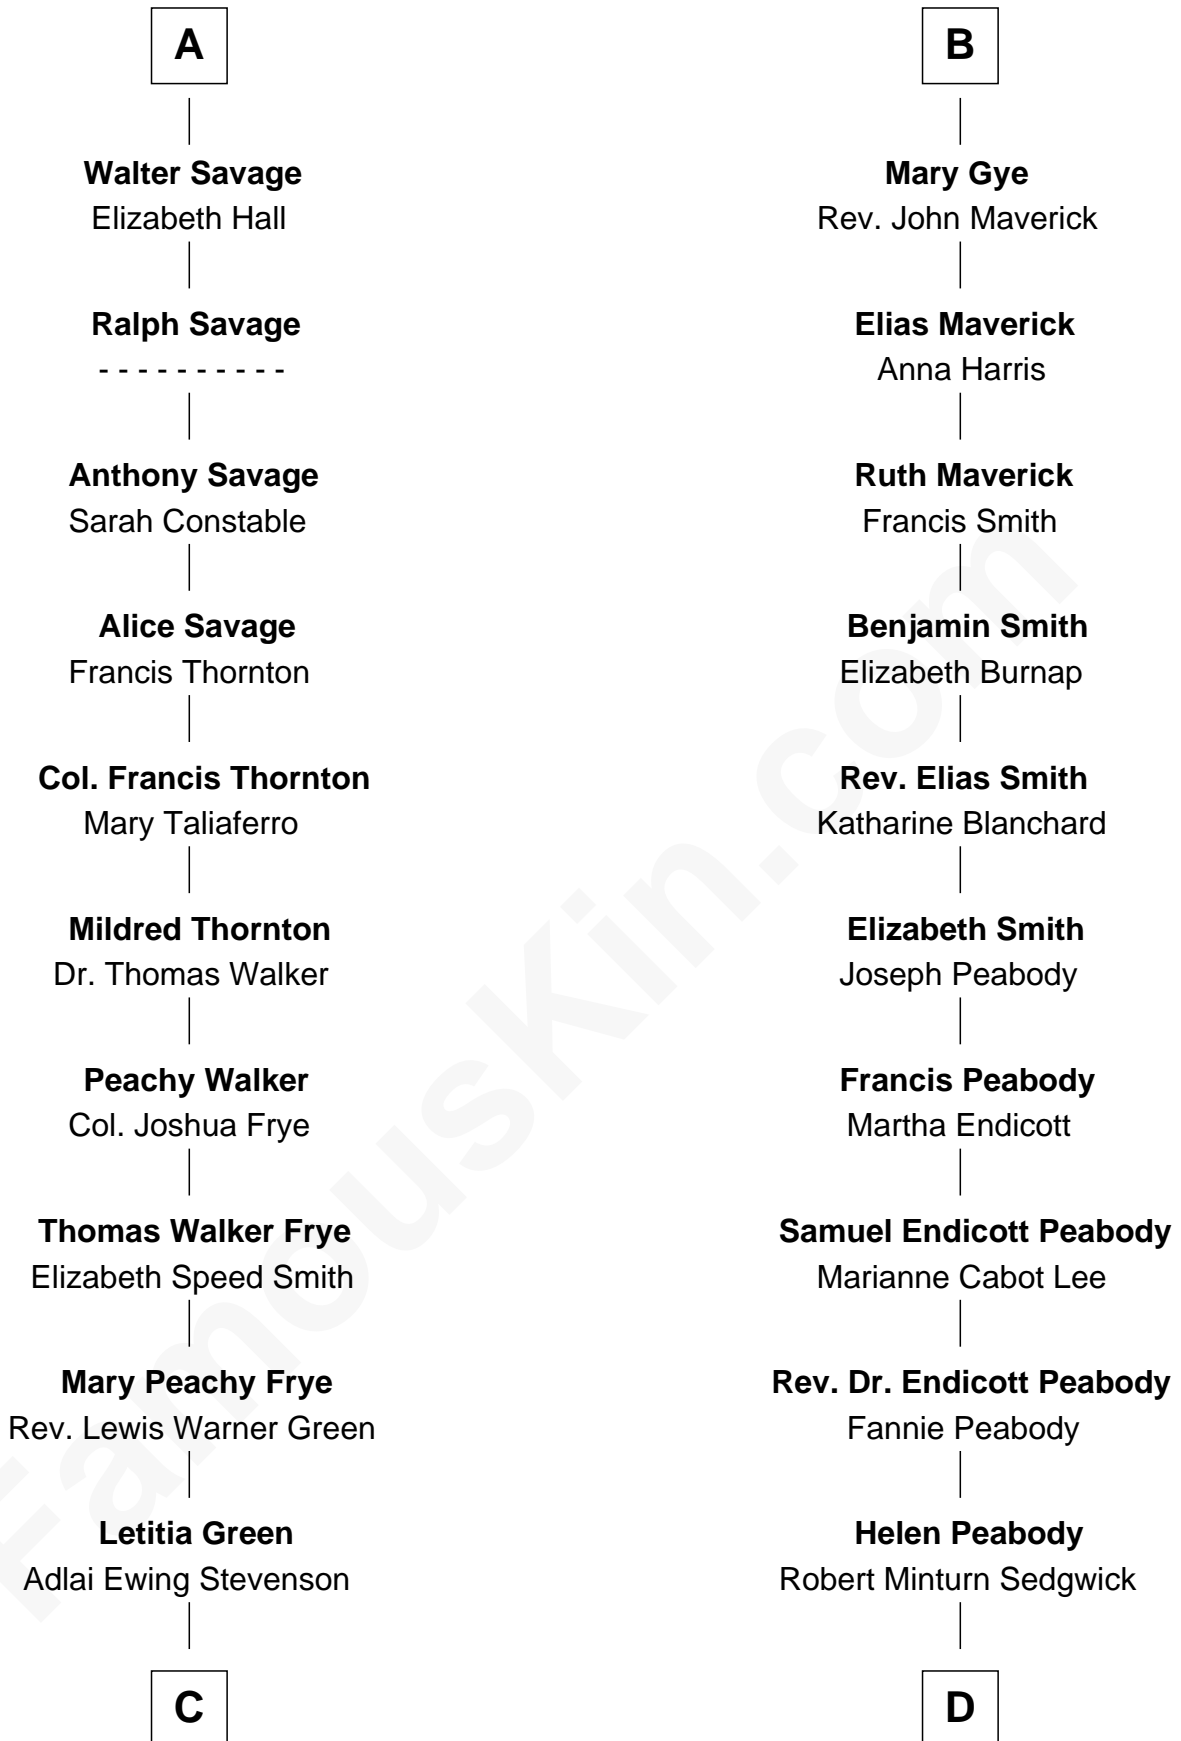 A
Walter Savage
Elizabeth Hall
Ralph Savage
- - - - - - - - - -
Anthony Savage
Sarah Constable
Alice Savage
Francis Thornton
Col. Francis Thornton
Mary Taliaferro
Mildred Thornton
Dr. Thomas Walker
Peachy Walker
Col. Joshua Frye
Thomas Walker Frye
Elizabeth Speed Smith
Mary Peachy Frye
Rev. Lewis Warner Green
Letitia Green
Adlai Ewing Stevenson
C
B
Mary Gye
Rev. John Maverick
Elias Maverick
Anna Harris
Ruth Maverick
Francis Smith
Benjamin Smith
Elizabeth Burnap
Rev. Elias Smith
Katharine Blanchard
Elizabeth Smith
Joseph Peabody
Francis Peabody
Martha Endicott
Samuel Endicott Peabody
Marianne Cabot Lee
Rev. Dr. Endicott Peabody
Fannie Peabody
Helen Peabody
Robert Minturn Sedgwick
D
FamousKin.com